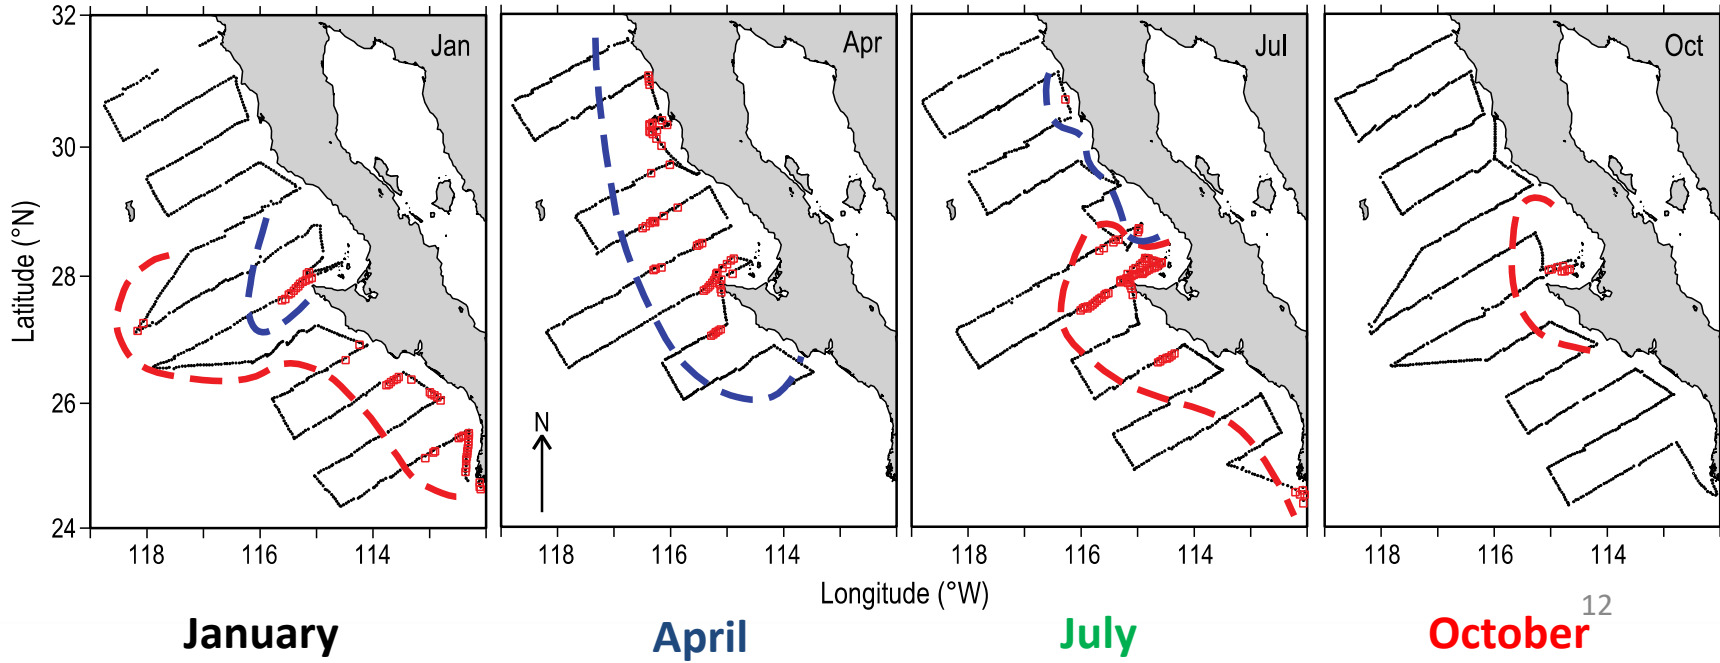 32
30
28
26
24
Latitude (°N)
Jan
Apr
Jul
Oct
N
118 116 114
118 116 114
118 116 114
118 116 114
Longitude (°W)
12
January April July October